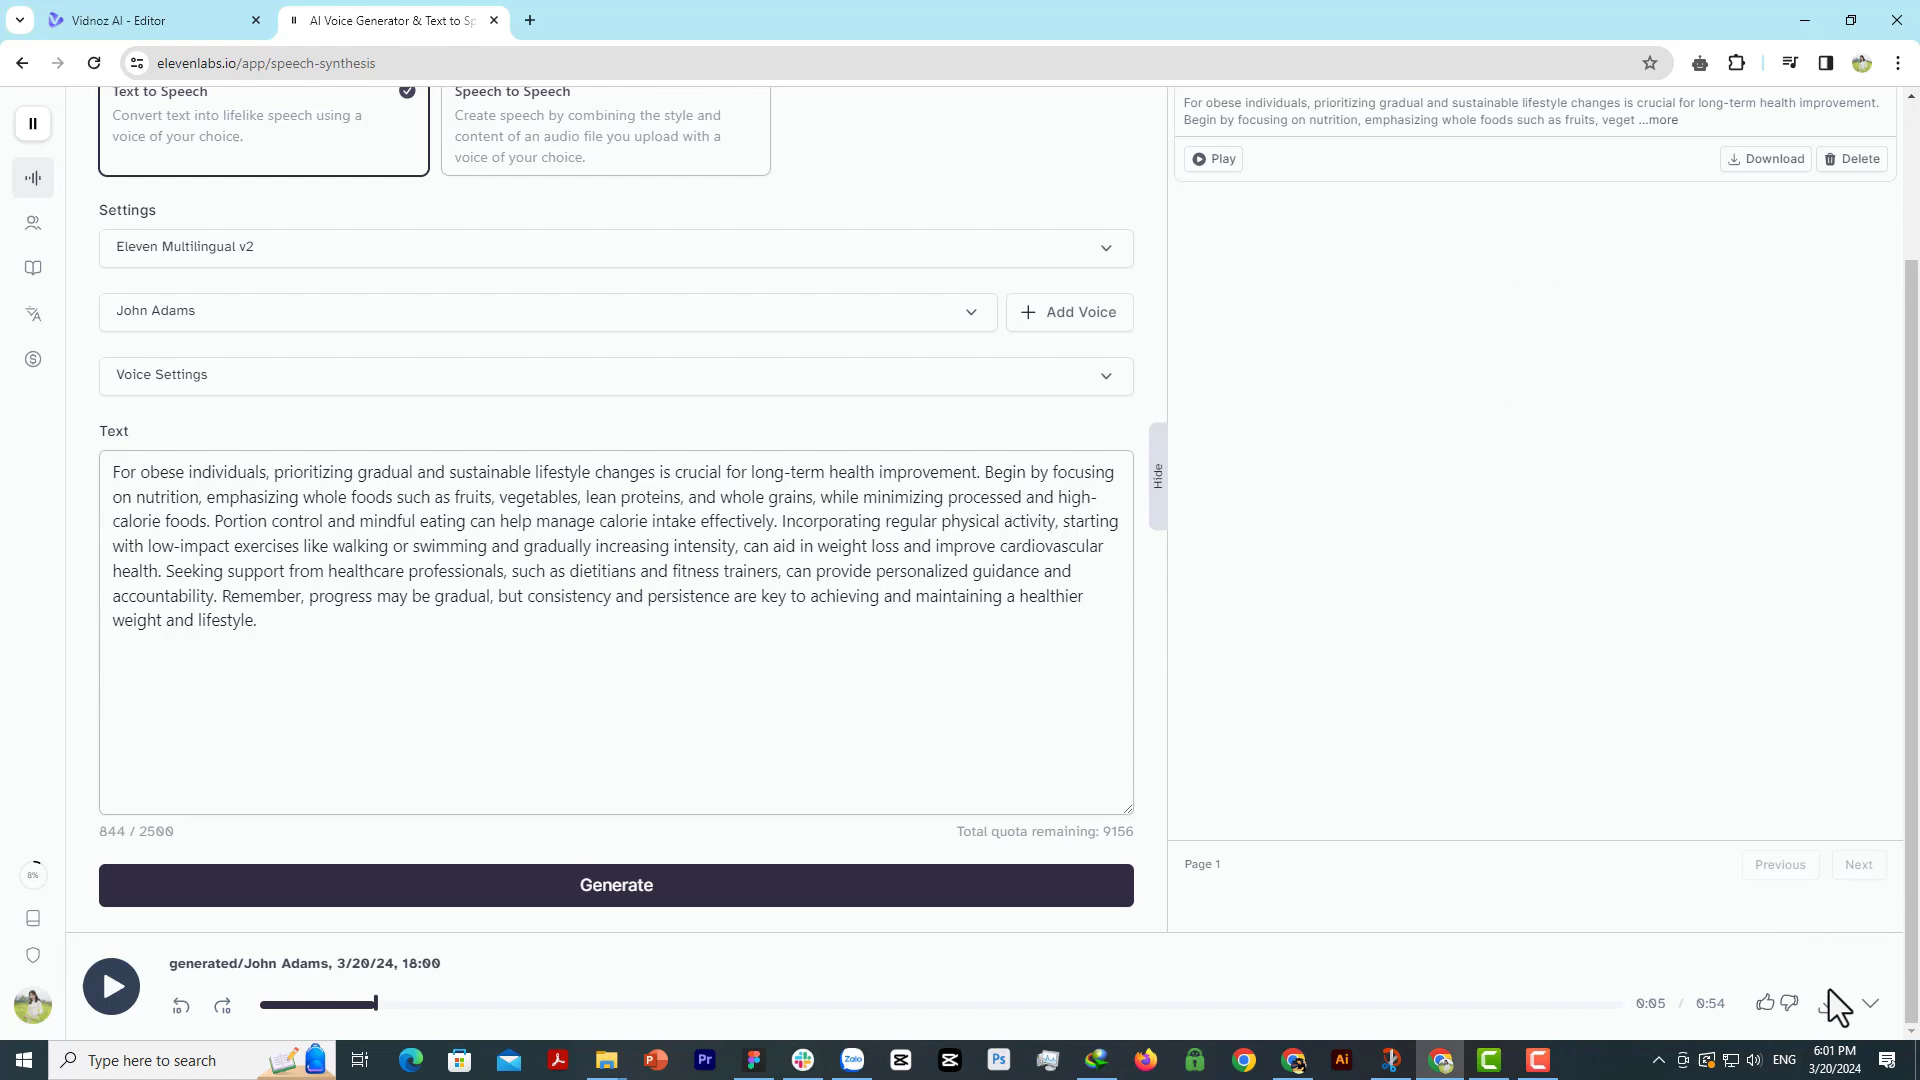 Vidnoz AI - Editor
AI Voice Generator & Text to Sp
elevenlabs.io/app/speech-synthesis
Text to Speech
Convert text into lifelike speech using a
voice of your choice.
Speech to Speech
Create speech by combining the style and
content of an audio file you upload with a
voice of your choice.
For obese individuals, prioritizing gradual and sustainable lifestyle changes is crucial for long-term health improvement.
Begin by focusing on nutrition, emphasizing whole foods such as fruits, veget ...more
Play
Download
Delete
Settings
Eleven Multilingual v2
John Adams
Add Voice
Voice Settings
Text
For obese individuals, prioritizing gradual and sustainable lifestyle changes is crucial for long-term health improvement. Begin by focusing
on nutrition, emphasizing whole foods such as fruits, vegetables, lean proteins, and whole grains, while minimizing processed and high-
calorie foods. Portion control and mindful eating can help manage calorie intake effectively. Incorporating regular physical activity, starting
with low-impact exercises like walking or swimming and gradually increasing intensity, can aid in weight loss and improve cardiovascular
health. Seeking support from healthcare professionals, such as dietitians and fitness trainers, can provide personalized guidance and
accountability. Remember, progress may be gradual, but consistency and persistence are key to achieving and maintaining a healthier
weight and lifestyle.
Hide
844 / 2500
Total quota remaining: 9156
Generate
Page 1
Previous
Next
8%
generated/John Adams, 3/20/24, 18:00
10
10
0:05 / 0:54
Type here to search
Pr
Zalo
Ps
Ai
ENG
6:01 PM
3/20/2024